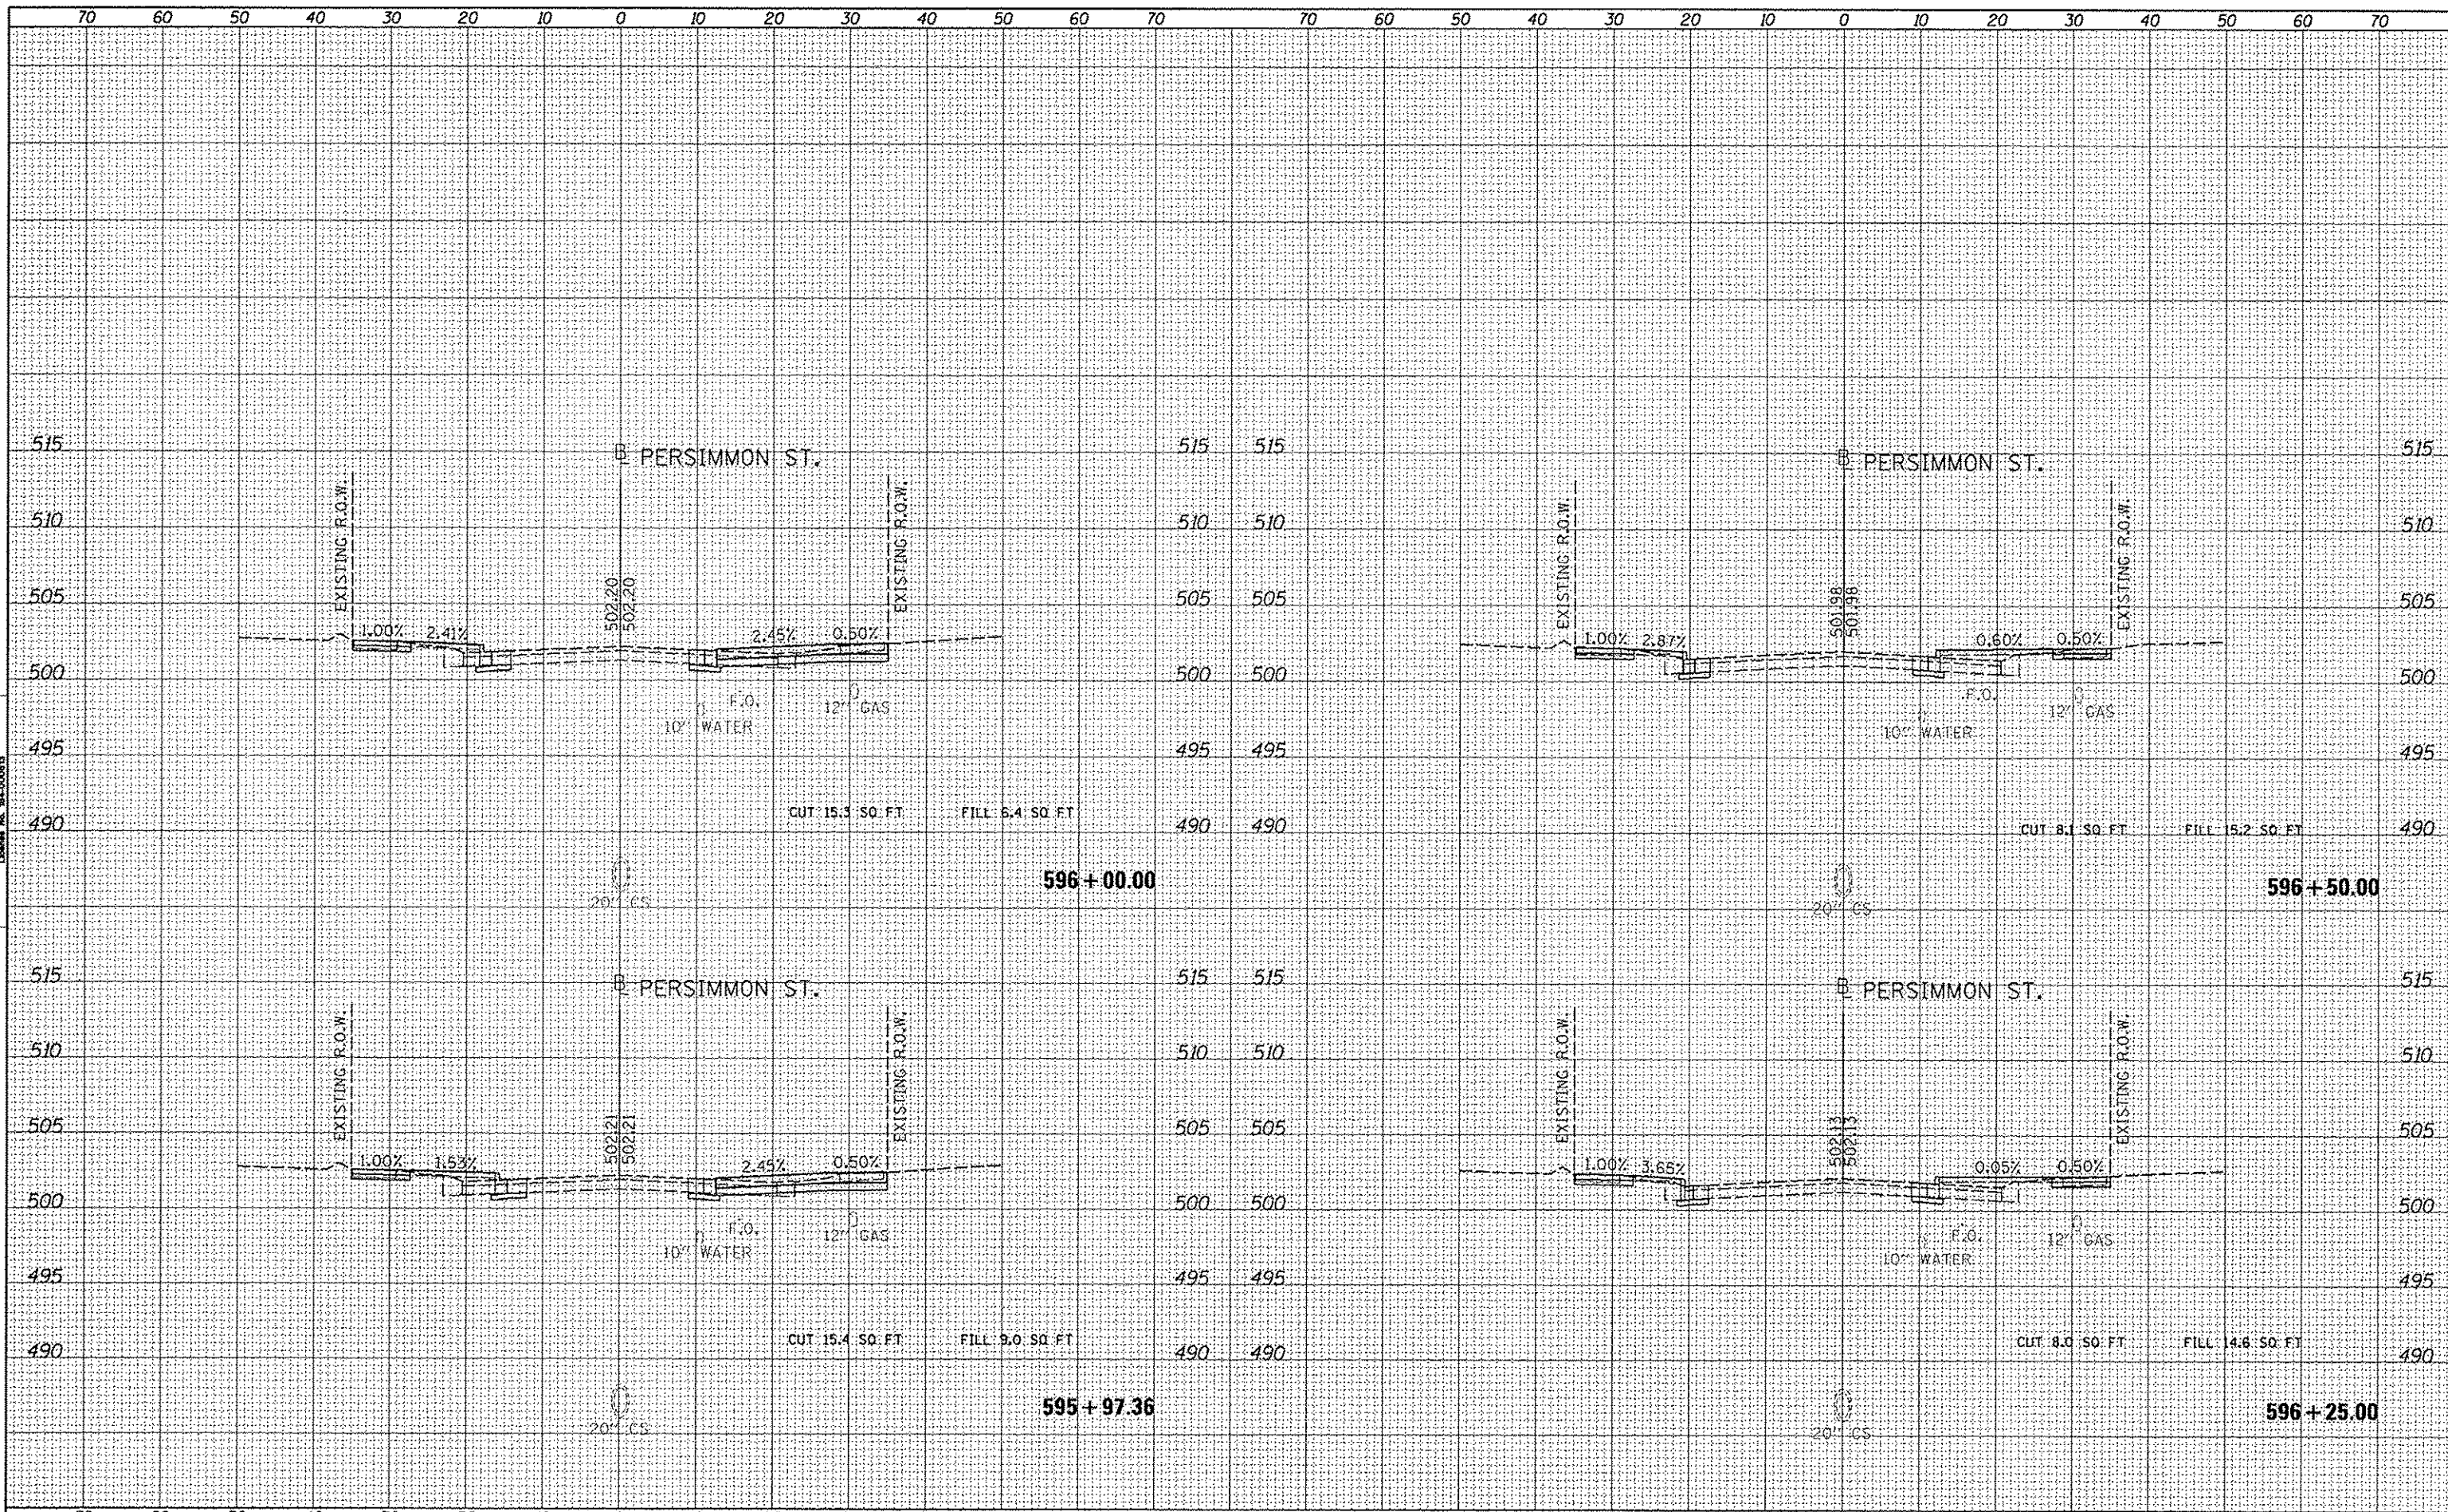 70 60 50 40 30 20 10 0 10 20 30 40 50 60 70 70 60 50 40 30 20 10 0 10 20 30 40 50 60 70
515 515
℄ PERSIMMON ST.
EXISTING R.O.W.
EXISTING R.O.W.
510 510
505 505
502.20
502.20
1.00% 2.41% 2.45% 0.50%
500 500
F.O. 12" GAS
10" WATER
495 495
CUT 15.3 SQ FT FILL 6.4 SQ FT
490 490
596+00.00
20" CS
515 515
℄ PERSIMMON ST.
EXISTING R.O.W.
EXISTING R.O.W.
510 510
505 505
501.98
501.98
1.00% 2.87% 0.60% 0.50%
500 500
F.O. 12" GAS
10" WATER
495 495
CUT 8.1 SQ FT FILL 15.2 SQ FT
490 490
596+50.00
20" CS
515 515
℄ PERSIMMON ST.
EXISTING R.O.W.
EXISTING R.O.W.
510 510
505 505
502.21
502.21
1.00% 1.53% 2.45% 0.50%
500 500
F.O. 12" GAS
10" WATER
495 495
CUT 15.4 SQ FT FILL 9.0 SQ FT
490 490
595+97.36
20" CS
515 515
℄ PERSIMMON ST.
EXISTING R.O.W.
EXISTING R.O.W.
510 510
505 505
502.13
502.13
1.00% 3.65% 0.05% 0.50%
500 500
F.O. 12" GAS
10" WATER
495 495
CUT 8.0 SQ FT FILL 14.6 SQ FT
490 490
596+25.00
20" CS